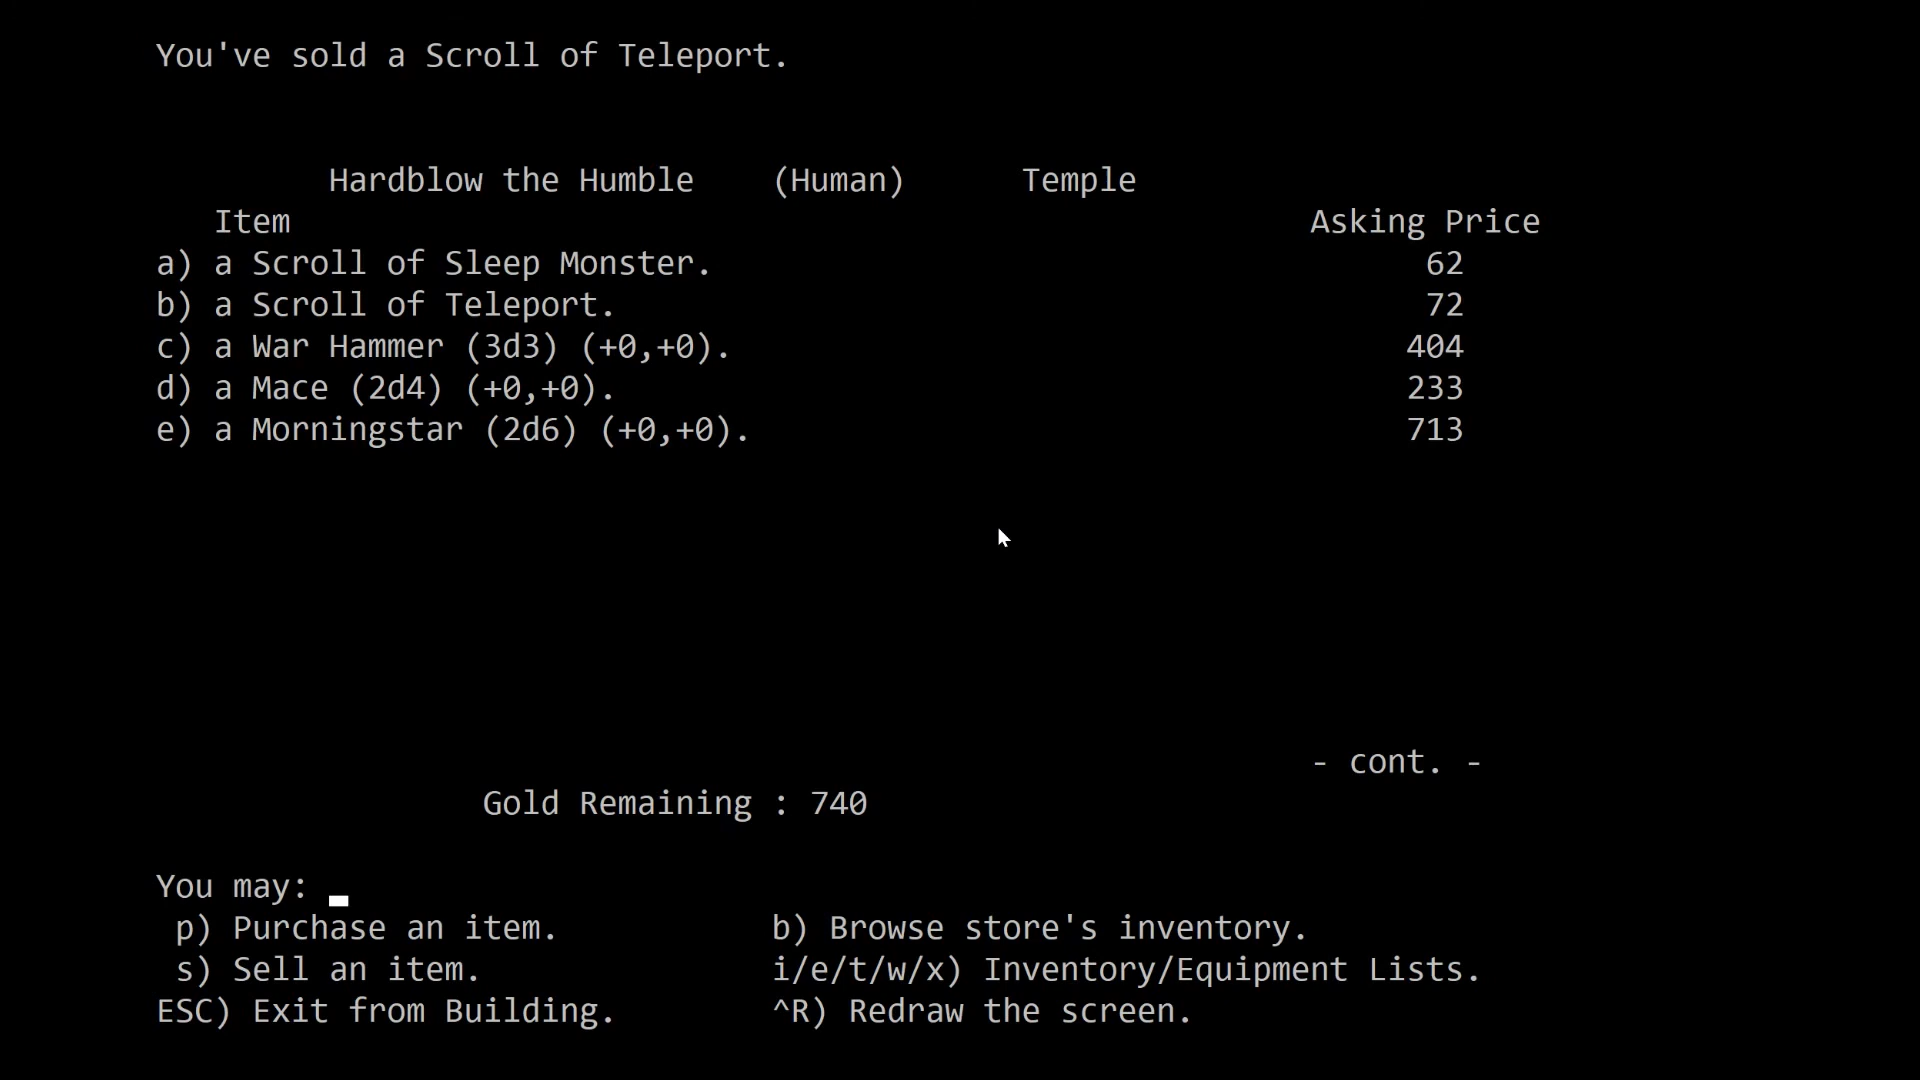 You've sold a Scroll of Teleport.
Hardblow the Humble (Human) Temple
Item Asking Price
a) a Scroll of Sleep Monster. 62
b) a Scroll of Teleport. 72
c) a War Hammer (3d3) (+0,+0). 404
d) a Mace (2d4) (+0,+0). 233
e) a Morningstar (2d6) (+0,+0). 713
- cont. -
Gold Remaining : 740
You may:
p) Purchase an item. b) Browse store's inventory.
s) Sell an item. i/e/t/w/x) Inventory/Equipment Lists.
ESC) Exit from Building. ^R) Redraw the screen.